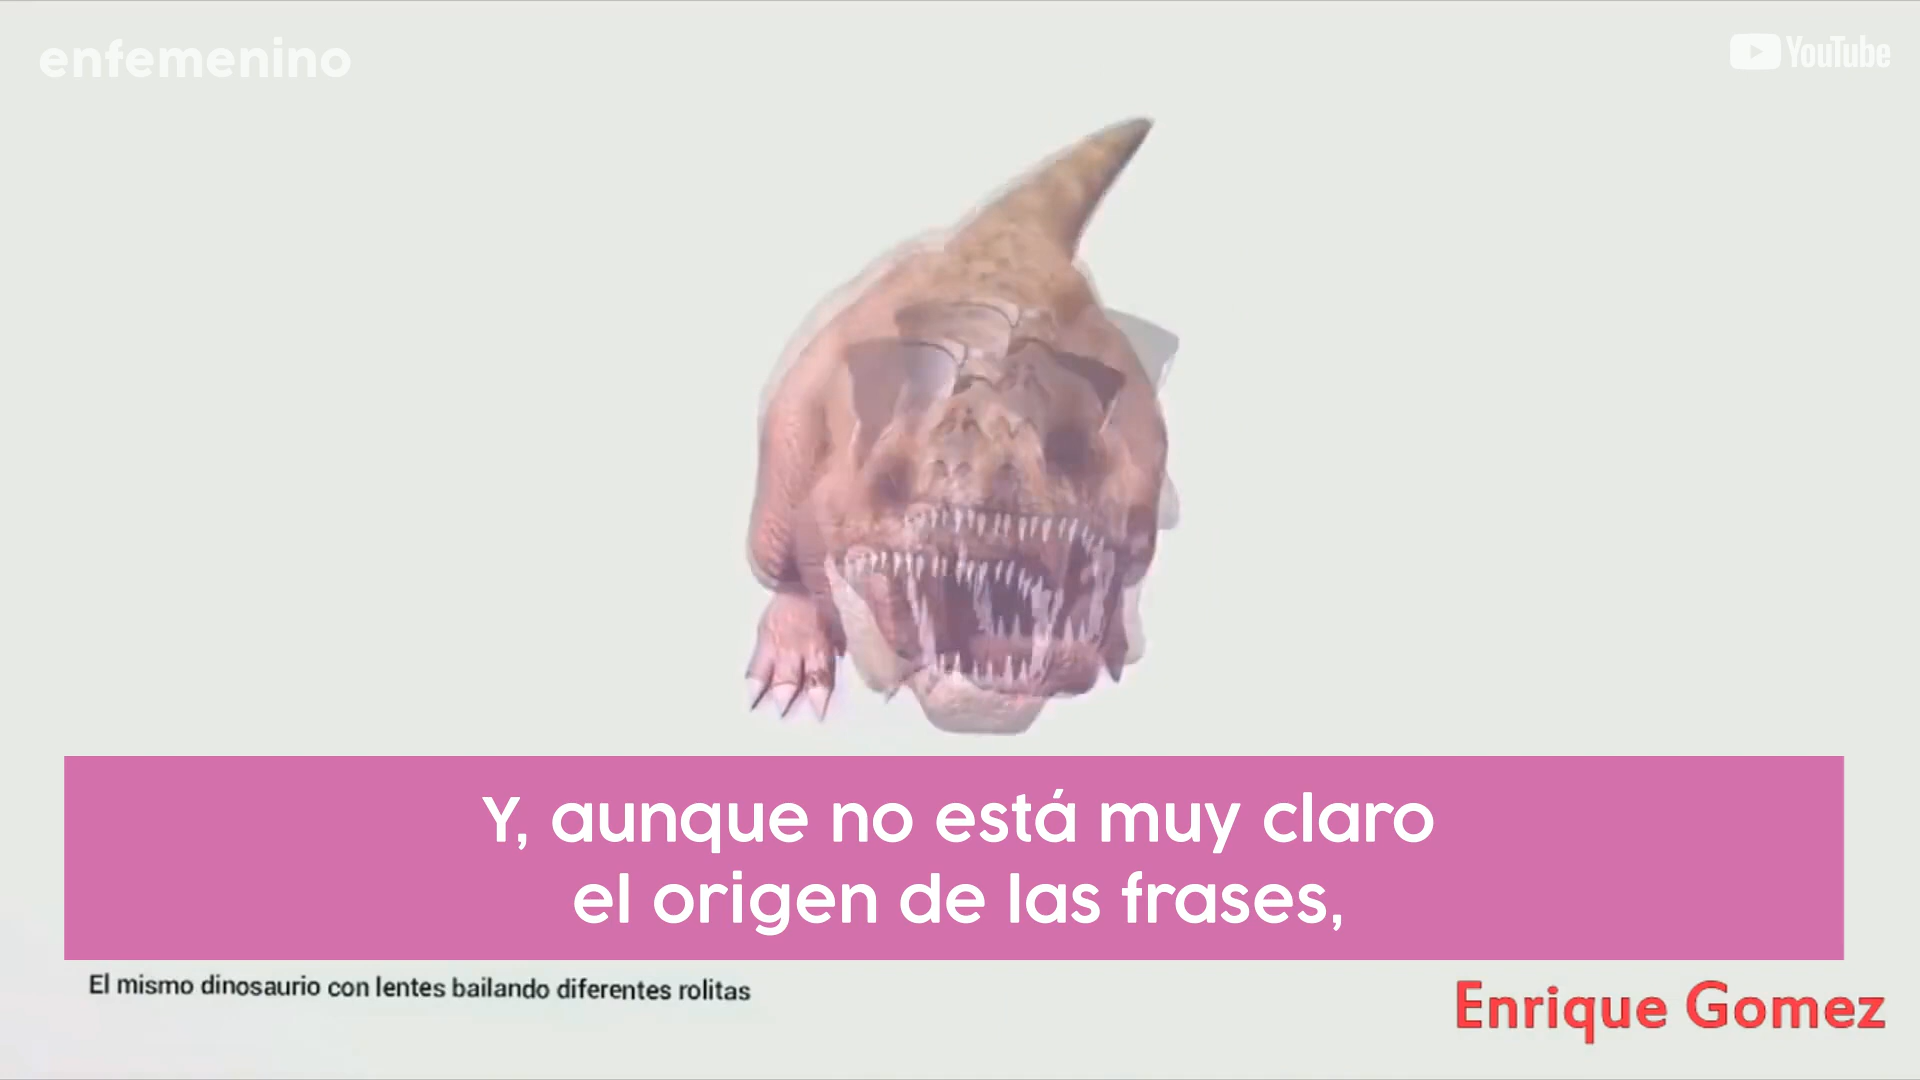 enfemenino
YouTube
Y, aunque no está muy claro
el origen de las frases,
El mismo dinosaurio con lentes bailando diferentes rolitas
Enrique Gomez